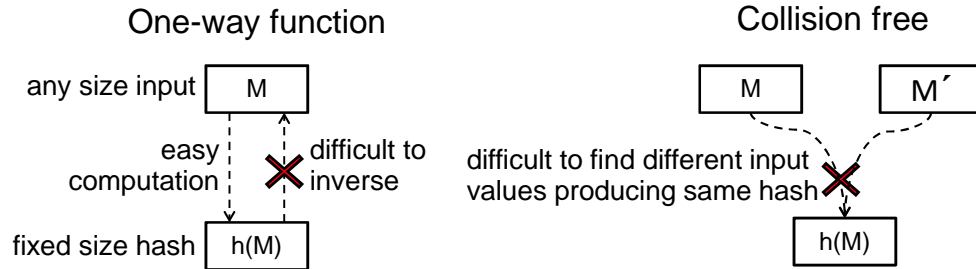 One-way function
any size input
M
easy
computation
difficult to
inverse
fixed size hash
h(M)
Collision free
M
M´
difficult to find different input
values producing same hash
h(M)